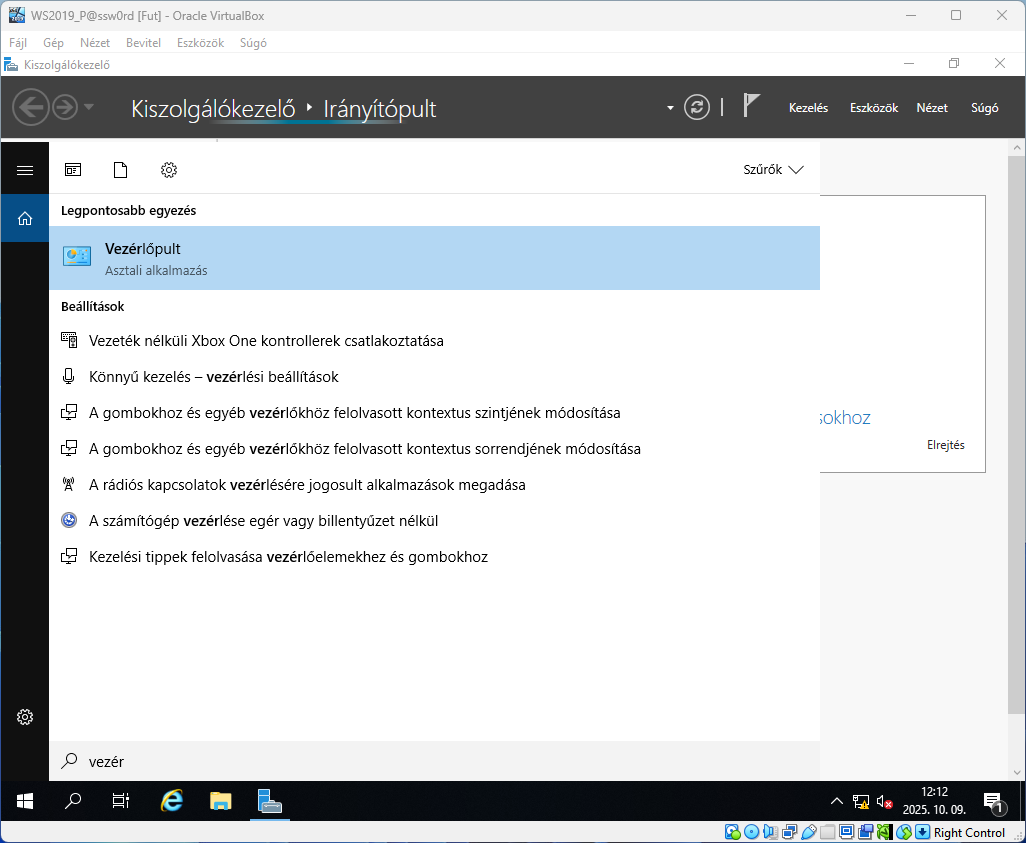 WS2019_P@ssw0rd [Fut] - Oracle VirtualBox
Fájl Gép Nézet Bevitel Eszközök Súgó
Kiszolgálókezelő
Kiszolgálókezelő Irányítópult
Kezelés Eszközök Nézet Súgó
Szűrők
Legpontosabb egyezés
Vezérlőpult
Asztali alkalmazás
Beállítások
Vezeték nélküli Xbox One kontrollerek csatlakoztatása
Könnyű kezelés – vezérlési beállítások
A gombokhoz és egyéb vezérlőkhöz felolvasott kontextus szintjének módosítása
sokhoz
A gombokhoz és egyéb vezérlőkhöz felolvasott kontextus sorrendjének módosítása
Elrejtés
A rádiós kapcsolatok vezérlésére jogosult alkalmazások megadása
A számítógép vezérlése egér vagy billentyűzet nélkül
Kezelési tippek felolvasása vezérlőelemekhez és gombokhoz
vezér
12:12
2025. 10. 09.
1
Right Control